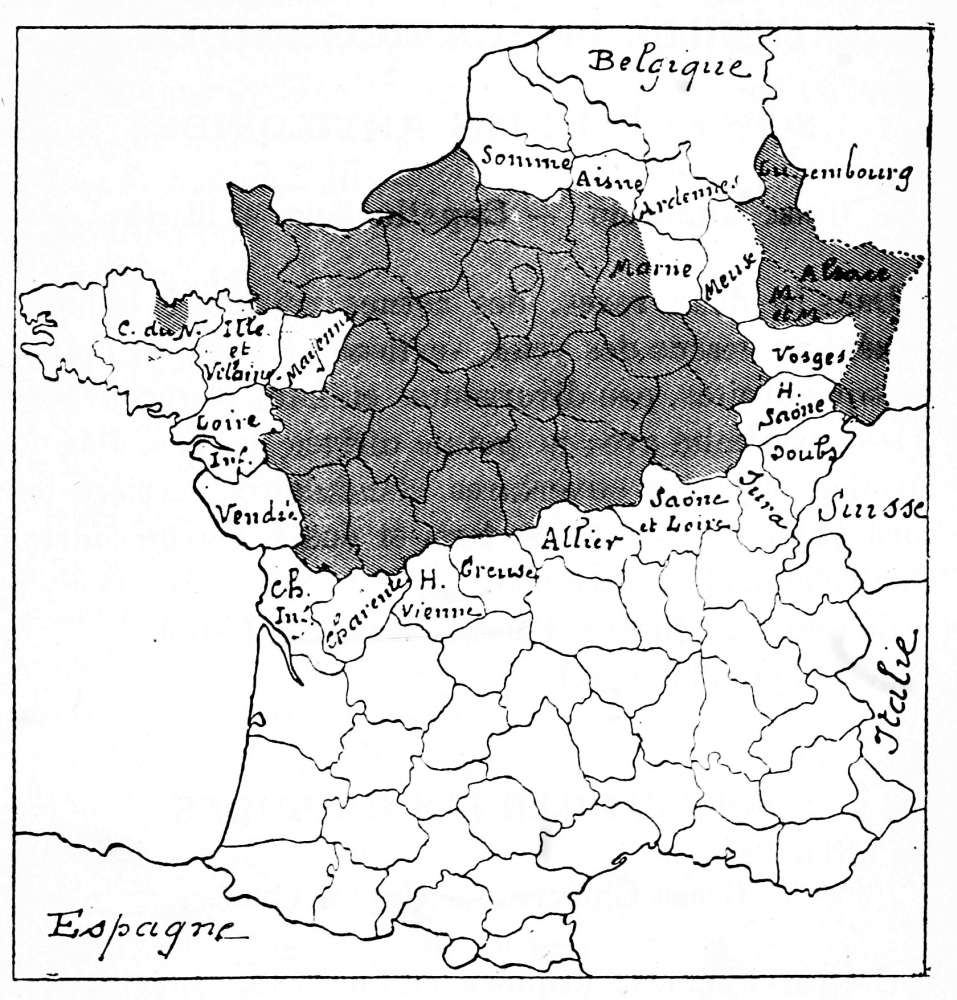 Belgique
Somme
Aisne
Ardennes
Luxembourg
Marne
Meuse
Alsace
M.
et M.
C. du N.
Ille
et
Vilaine
Mayenne
Vosges
H.
Saône
Loire
Inf.
Doubs
Jura
Vendée
Saône
et Loire
Suisse
Allier
Creuse
H.
Vienne
Ch.
Inf.
Charente
Italie
Espagne